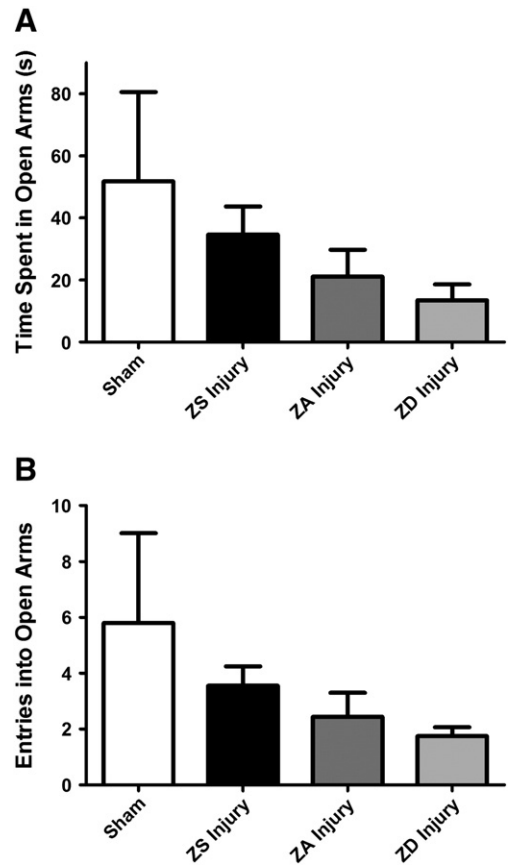 A
Time Spent in Open Arms (s)
80
60
40
20
0
Sham
ZS Injury
ZA Injury
ZD Injury
B
Entries into Open Arms
10
8
6
4
2
0
Sham
ZS Injury
ZA Injury
ZD Injury